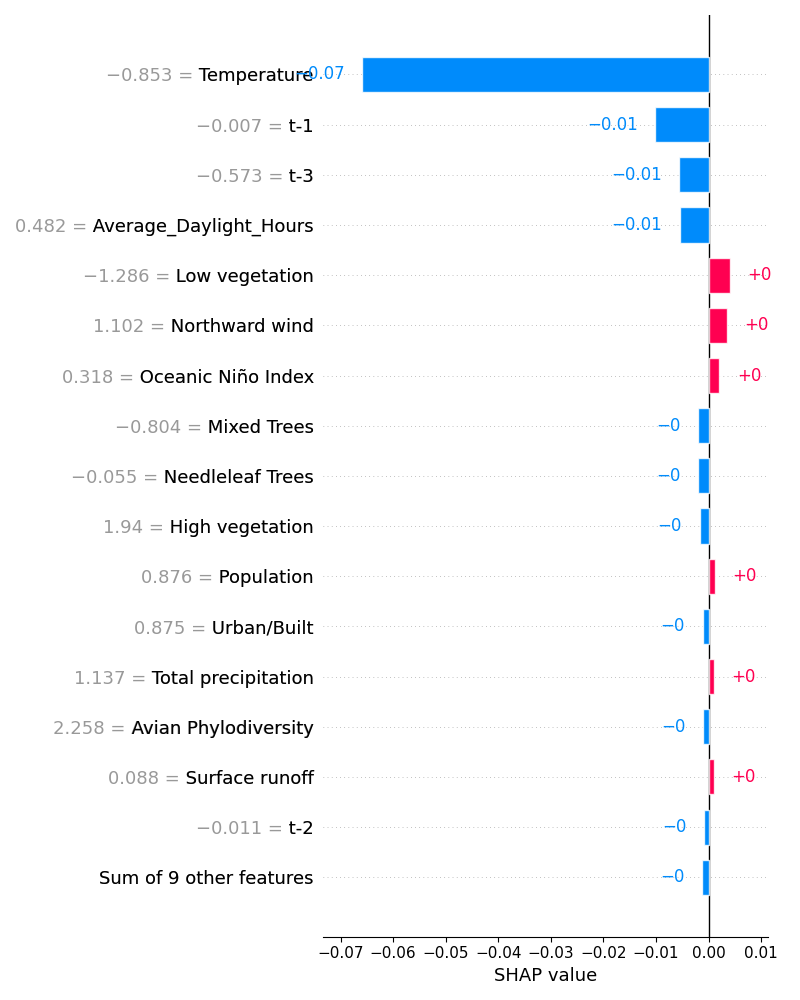 −0.853 = Temperature −0.07
−0.007 = t-1 −0.01
−0.573 = t-3 −0.01
0.482 = Average_Daylight_Hours −0.01
−1.286 = Low vegetation +0
1.102 = Northward wind +0
0.318 = Oceanic Niño Index +0
−0.804 = Mixed Trees −0
−0.055 = Needleleaf Trees −0
1.94 = High vegetation −0
0.876 = Population +0
0.875 = Urban/Built −0
1.137 = Total precipitation +0
2.258 = Avian Phylodiversity −0
0.088 = Surface runoff +0
−0.011 = t-2 −0
Sum of 9 other features −0
−0.07 −0.06 −0.05 −0.04 −0.03 −0.02 −0.01 0.00 0.01
SHAP value